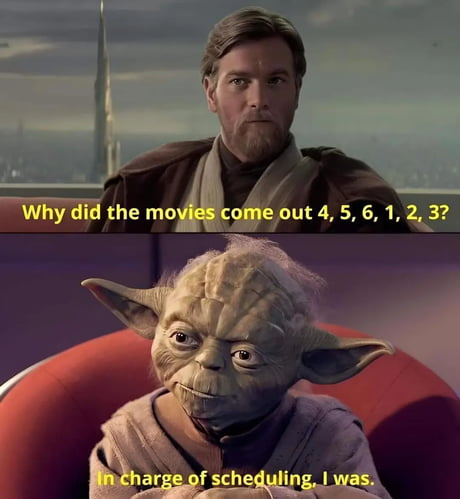 Why did the movies come out 4, 5, 6, 1, 2, 3?
In charge of scheduling, I was.